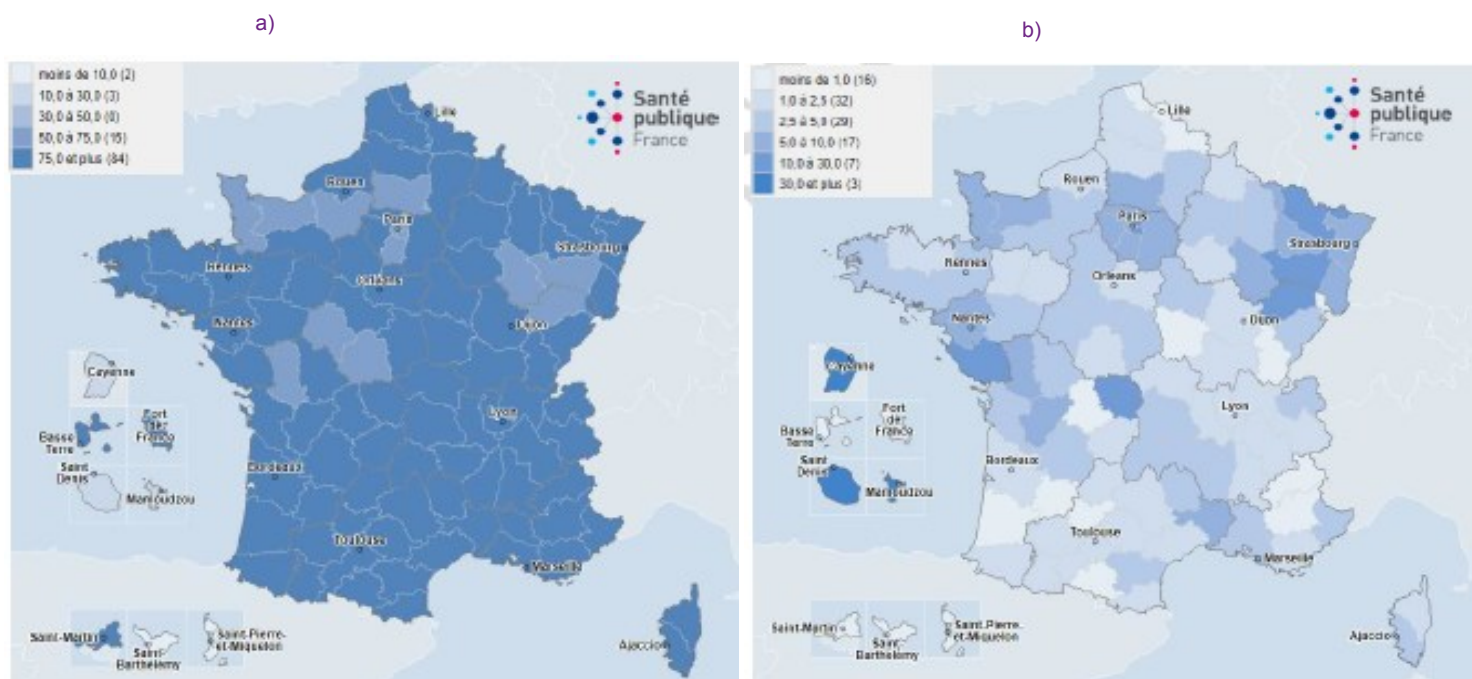 a)
moins de 10,0 (2)
10,0 à 30,0 (3)
30,0 à 50,0 (0)
50,0 à 75,0 (15)
75,0 et plus (84)
Santé
publique
France
Lille
Rouen
Paris
Strasbourg
Rennes
Orléans
Nantes
Dijon
Cayenne
Lyon
Basse
Terre
Fort
de
France
Saint
Denis
Mamoudzou
Bordeaux
Toulouse
Marseille
Saint-Martin
Saint-
Barthélemy
Saint-Pierre-
et-Miquelon
Ajaccio
b)
moins de 1,0 (16)
1,0 à 2,5 (32)
2,5 à 5,0 (29)
5,0 à 10,0 (17)
10,0 à 30,0 (7)
30,0 et plus (3)
Santé
publique
France
Lille
Rouen
Paris
Strasbourg
Rennes
Orléans
Nantes
Dijon
Cayenne
Lyon
Basse
Terre
Fort
de
France
Saint
Denis
Mamoudzou
Bordeaux
Toulouse
Marseille
Saint-Martin
Saint-
Barthélemy
Saint-Pierre-
et-Miquelon
Ajaccio